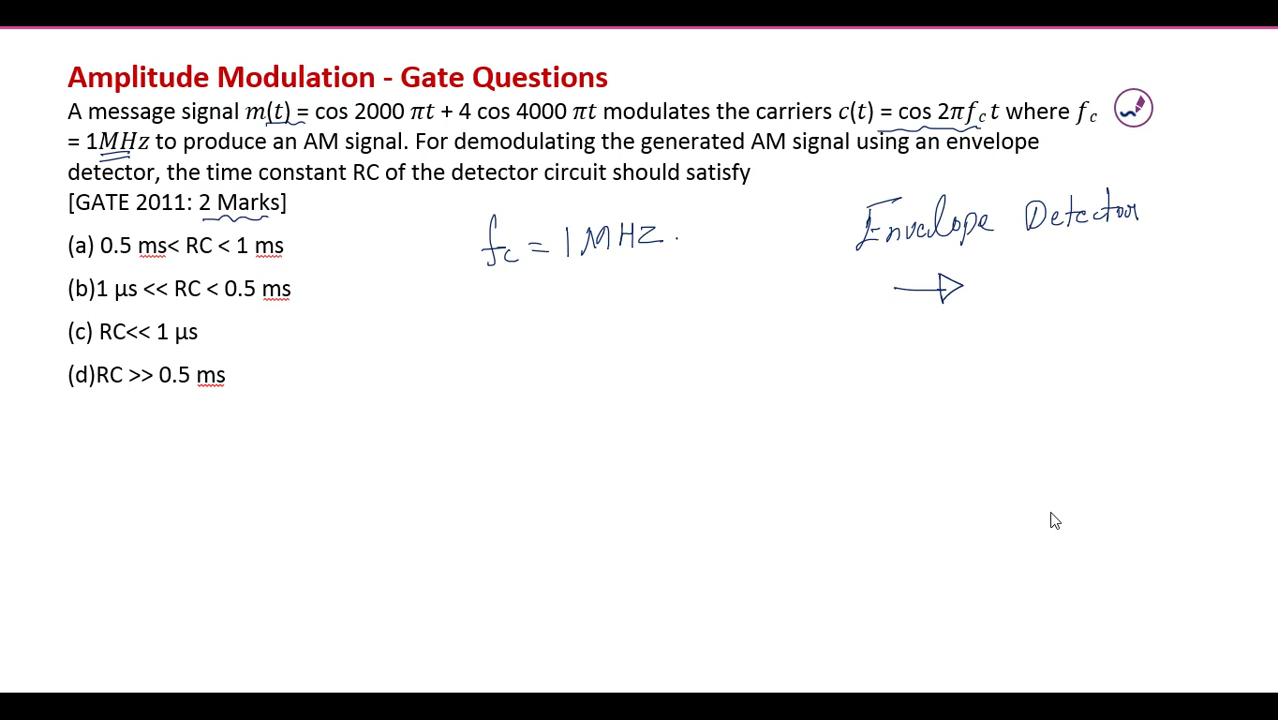 Amplitude Modulation - Gate Questions
A message signal m(t) = cos 2000 πt + 4 cos 4000 πt modulates the carriers c(t) = cos 2πf_c t where f_c
= 1MHz to produce an AM signal. For demodulating the generated AM signal using an envelope
detector, the time constant RC of the detector circuit should satisfy
[GATE 2011: 2 Marks]
Envelope Detector
f_c = 1 MHZ.
(a) 0.5 ms< RC < 1 ms
(b)1 μs << RC < 0.5 ms
(c) RC<< 1 μs
(d)RC >> 0.5 ms